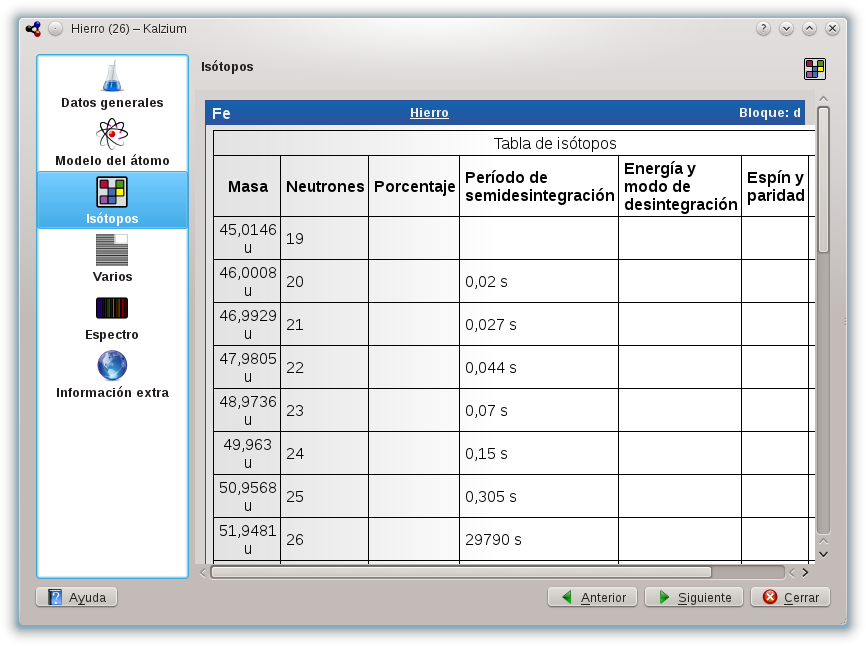 Hierro (26) – Kalzium
Datos generales
Modelo del átomo
Isótopos
Varios
Espectro
Información extra
Isótopos
Fe Hierro Bloque: d
Tabla de isótopos
Masa Neutrones Porcentaje Período de semidesintegración Energía y modo de desintegración Espín y paridad
45,0146 u 19
46,0008 u 20 0,02 s
46,9929 u 21 0,027 s
47,9805 u 22 0,044 s
48,9736 u 23 0,07 s
49,963 u 24 0,15 s
50,9568 u 25 0,305 s
51,9481 u 26 29790 s
Ayuda Anterior Siguiente Cerrar